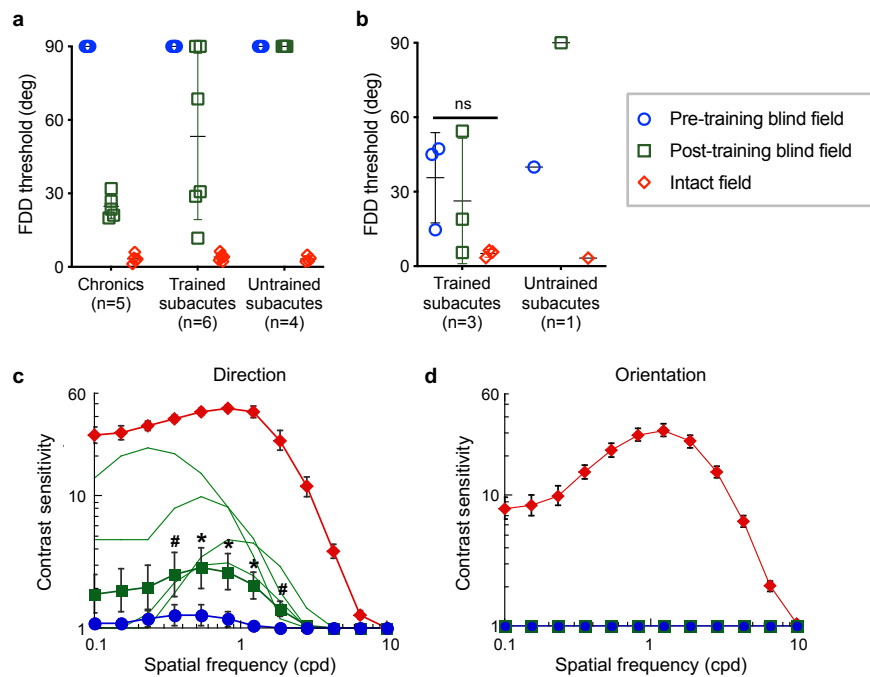 a
FDD threshold (deg)
90
60
30
0
Chronics
(n=5)
Trained
subacutes
(n=6)
Untrained
subacutes
(n=4)
b
FDD threshold (deg)
90
60
30
0
ns
Trained
subacutes
(n=3)
Untrained
subacutes
(n=1)
Pre-training blind field
Post-training blind field
Intact field
c
Direction
Contrast sensitivity
60
10
1
# * * * #
0.1 1 10
Spatial frequency (cpd)
d
Orientation
Contrast sensitivity
60
10
1
0.1 1 10
Spatial frequency (cpd)